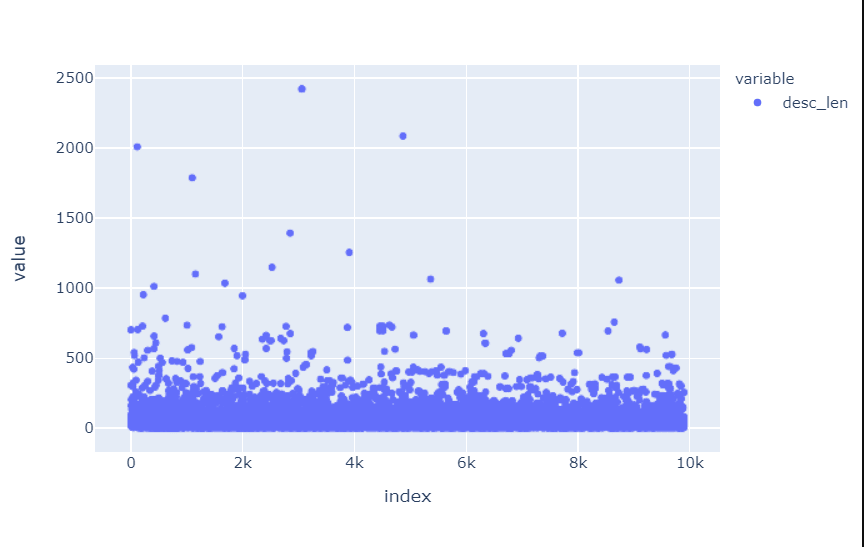 2500
2000
1500
1000
500
0
value
0
2k
4k
6k
8k
10k
index
variable
desc_len